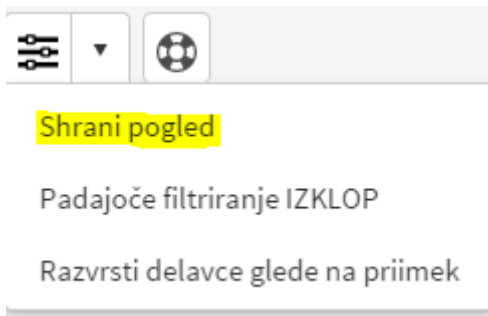 Shrani pogled
Padajoče filtriranje IZKLOP
Razvrsti delavce glede na priimek